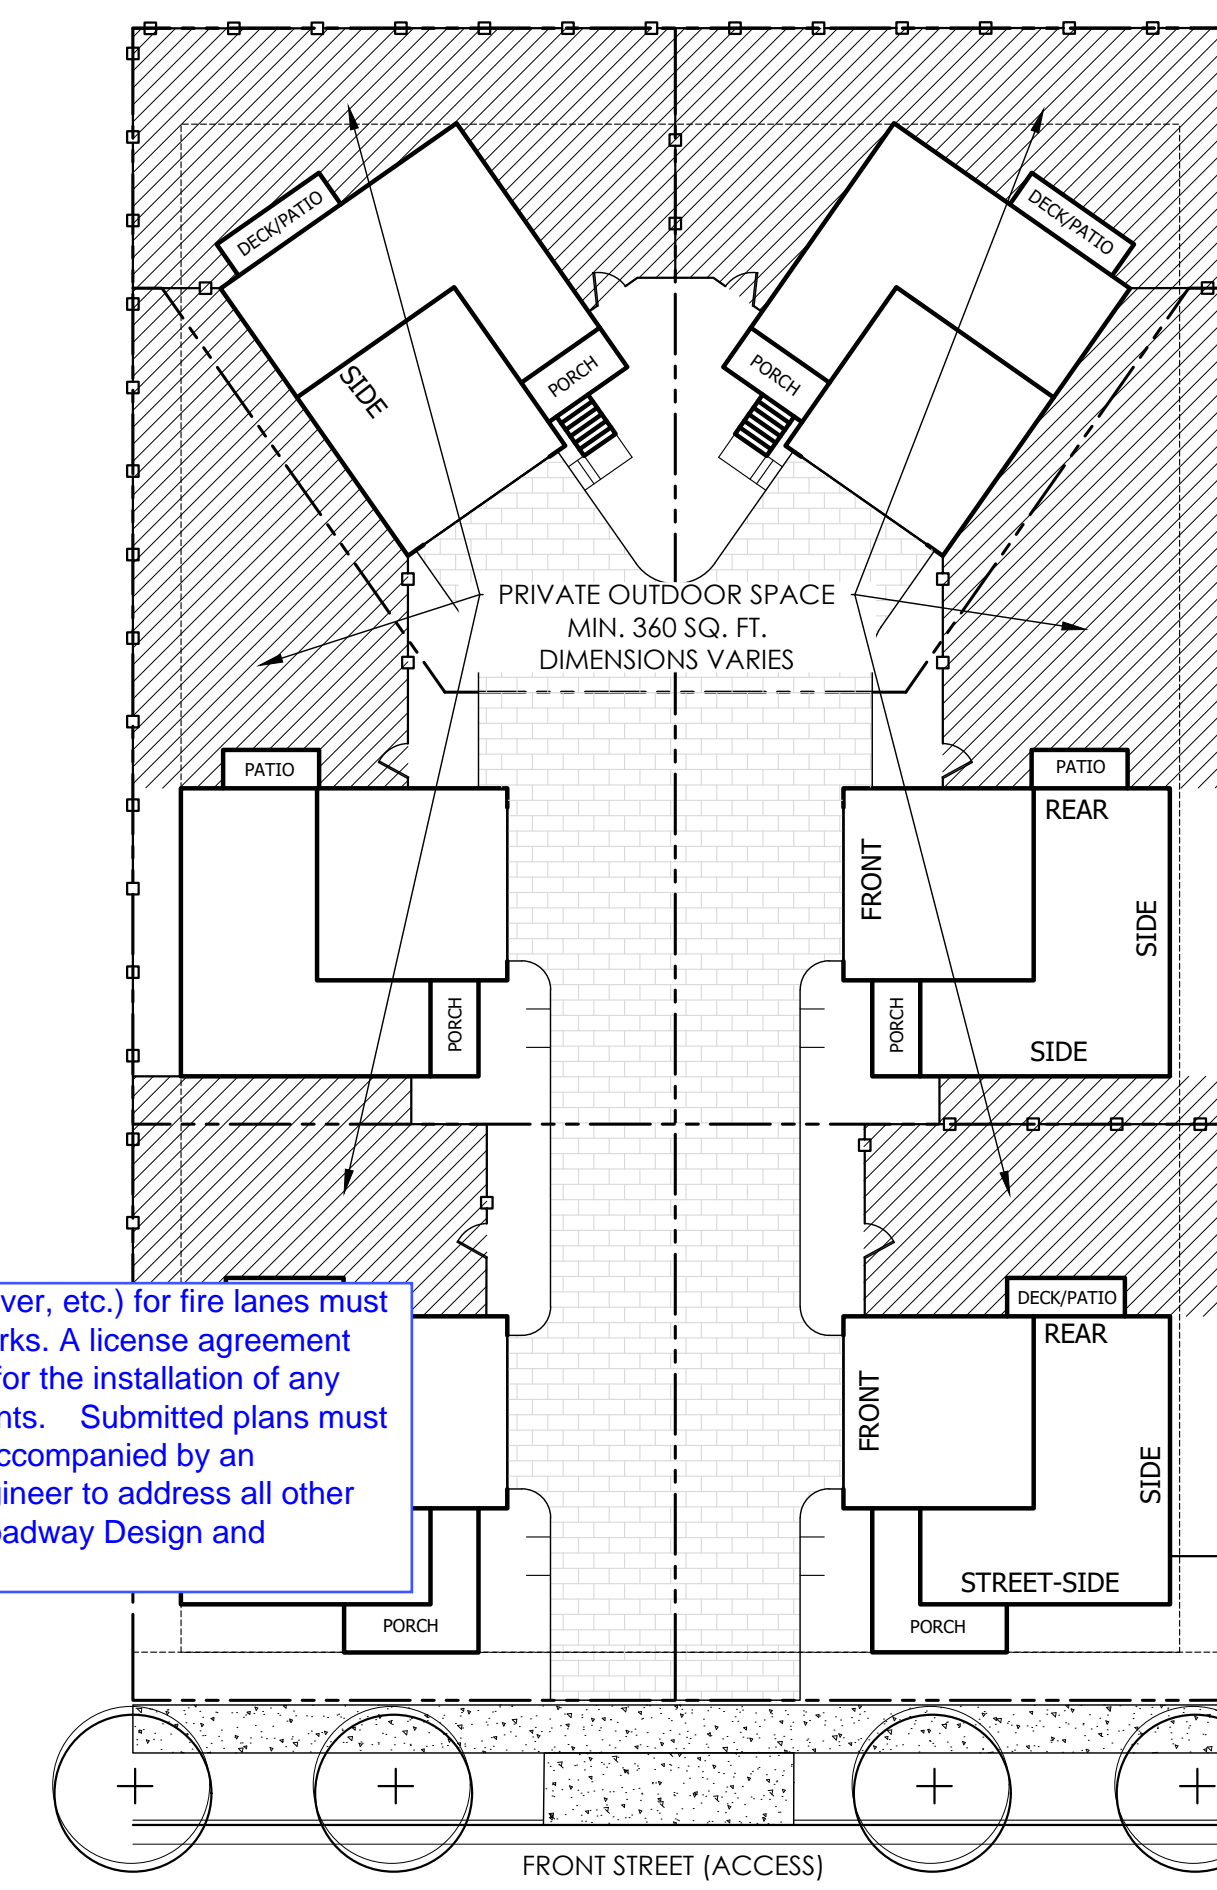 DECK/PATIO
DECK/PATIO
SIDE
PORCH
PORCH
PRIVATE OUTDOOR SPACE
MIN. 360 SQ. FT.
DIMENSIONS VARIES
PATIO
PATIO
REAR
FRONT
SIDE
PORCH
PORCH
SIDE
ver, etc.) for fire lanes must
rks. A license agreement
for the installation of any
nts. Submitted plans must
ccompanied by an
gineer to address all other
oadway Design and
DECK/PATIO
REAR
FRONT
SIDE
STREET-SIDE
PORCH
PORCH
FRONT STREET (ACCESS)